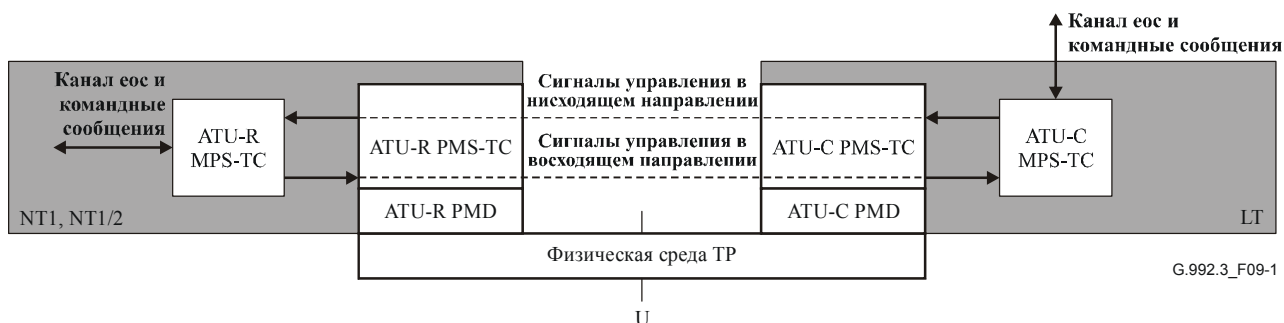 Канал eoc и
командные сообщения
Канал eoc и
командные
сообщения
Сигналы управления в
нисходящем направлении
Сигналы управления в
восходящем направлении
ATU-R
MPS-TC
ATU-R PMS-TC
ATU-C PMS-TC
ATU-C
MPS-TC
NT1, NT1/2
ATU-R PMD
ATU-C PMD
LT
Физическая среда TP
G.992.3_F09-1
U